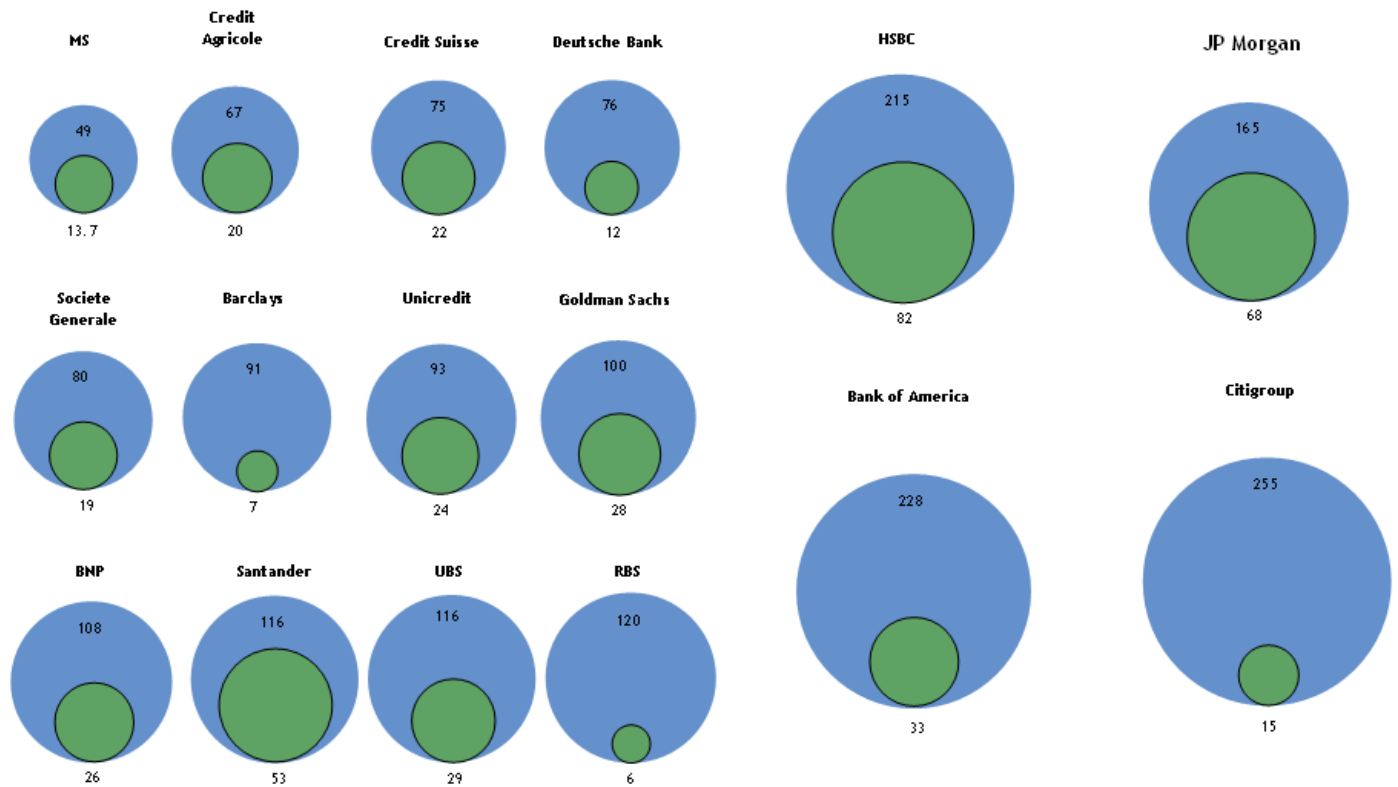 MS
49
13.7
Credit
Agricole
67
20
Credit Suisse
75
22
Deutsche Bank
76
12
HSBC
215
82
JP Morgan
165
68
Societe
Generale
80
19
Barclays
91
7
Unicredit
93
24
Goldman Sachs
100
28
Bank of America
228
33
Citigroup
255
15
BNP
108
26
Santander
116
53
UBS
116
29
RBS
120
6